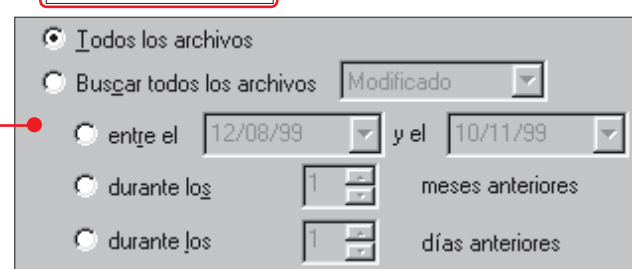 Todos los archivos
Buscar todos los archivos Modificado
entre el 12/08/99 y el 10/11/99
durante los 1 meses anteriores
durante los 1 días anteriores